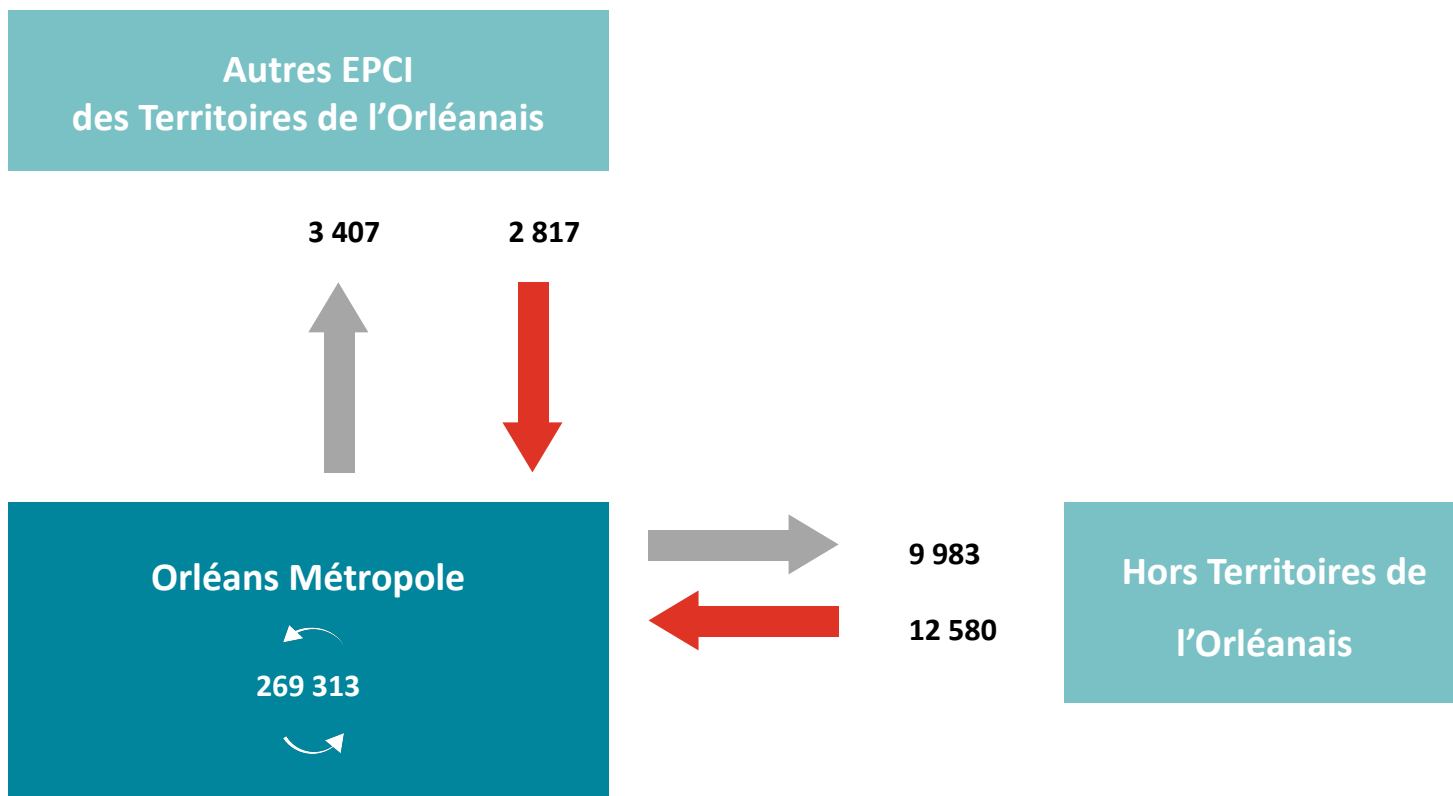 Autres EPCI
des Territoires de l’Orléanais
3 407
2 817
Orléans Métropole
269 313
9 983
12 580
Hors Territoires de
l’Orléanais